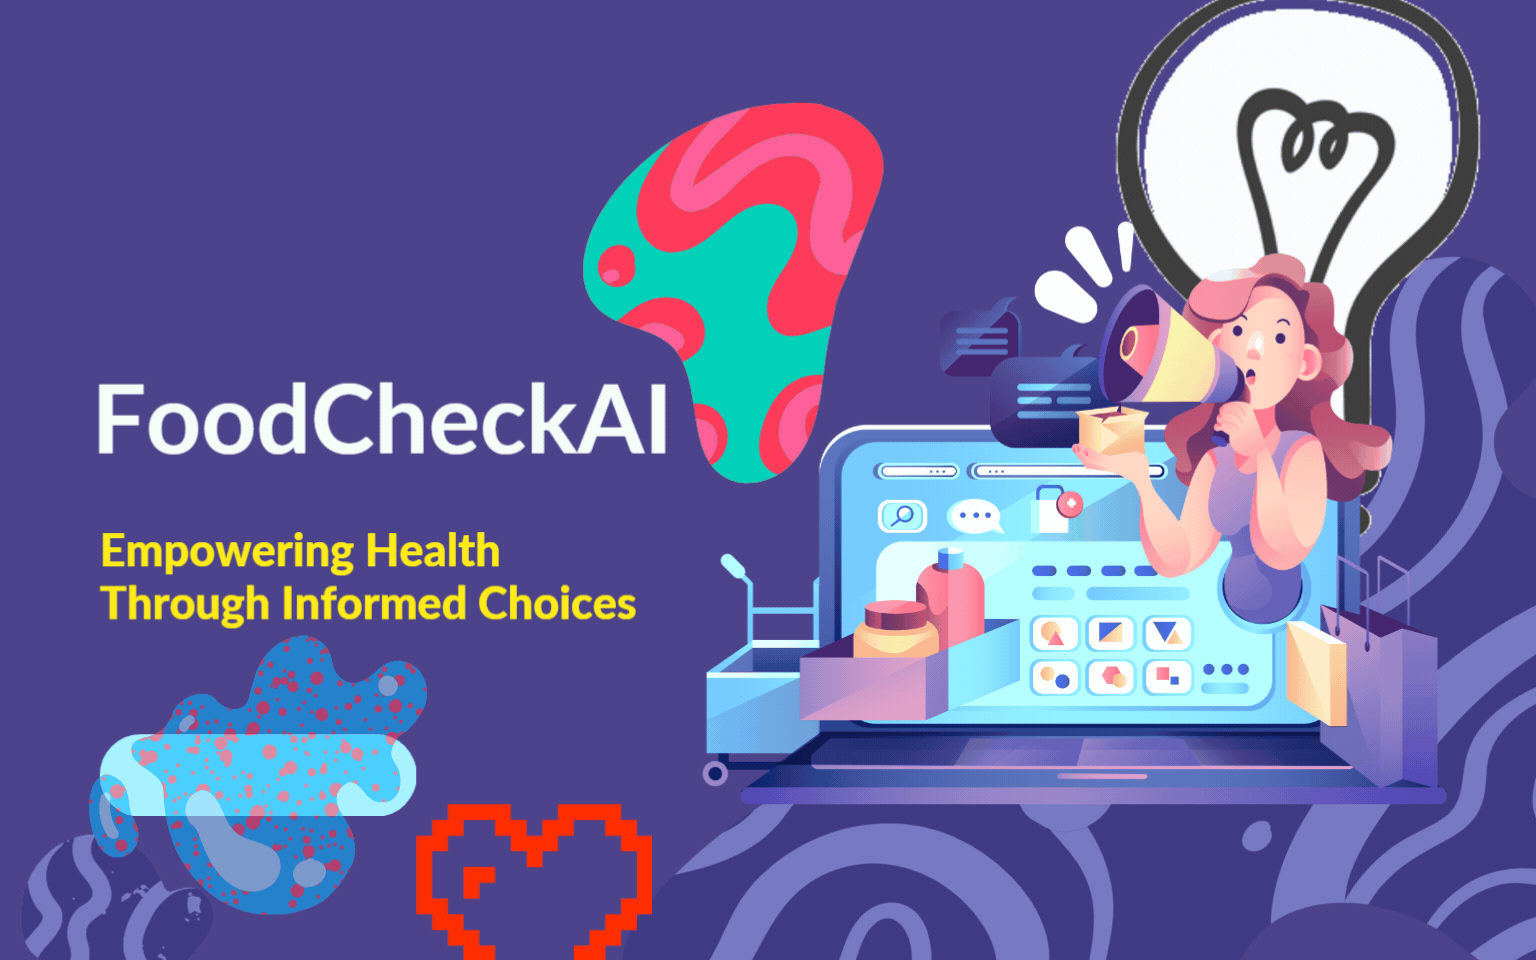 FoodCheckAI
Empowering Health
Through Informed Choices